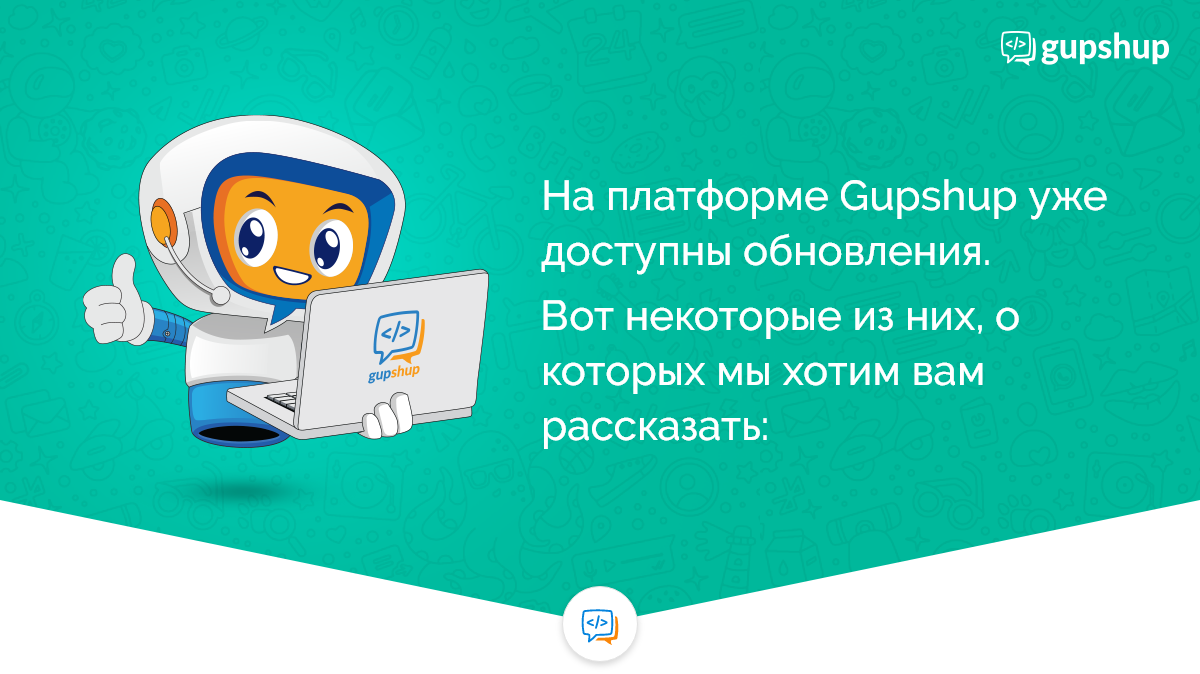 </> gupshup
На платформе Gupshup уже
доступны обновления.
Вот некоторые из них, о
которых мы хотим вам
рассказать:
</>
gupshup
</>